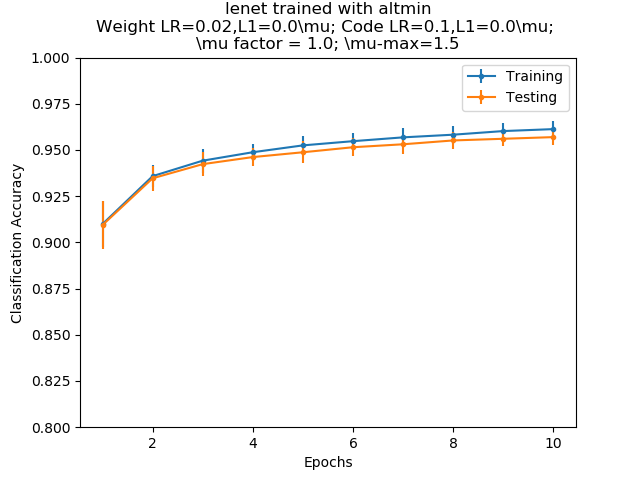 lenet trained with altmin
Weight LR=0.02,L1=0.0\mu; Code LR=0.1,L1=0.0\mu;
\mu factor = 1.0; \mu-max=1.5
Training
Testing
Classification Accuracy
1.000
0.975
0.950
0.925
0.900
0.875
0.850
0.825
0.800
2 4 6 8 10
Epochs